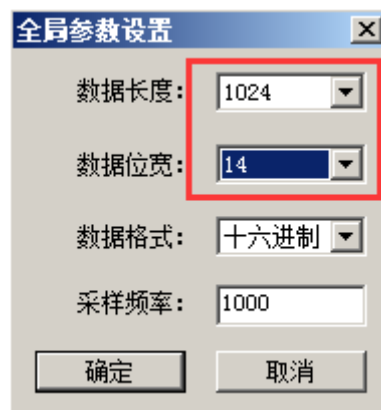 全局参数设置
数据长度： 1024
数据位宽： 14
数据格式： 十六进制
采样频率： 1000
确定 取消